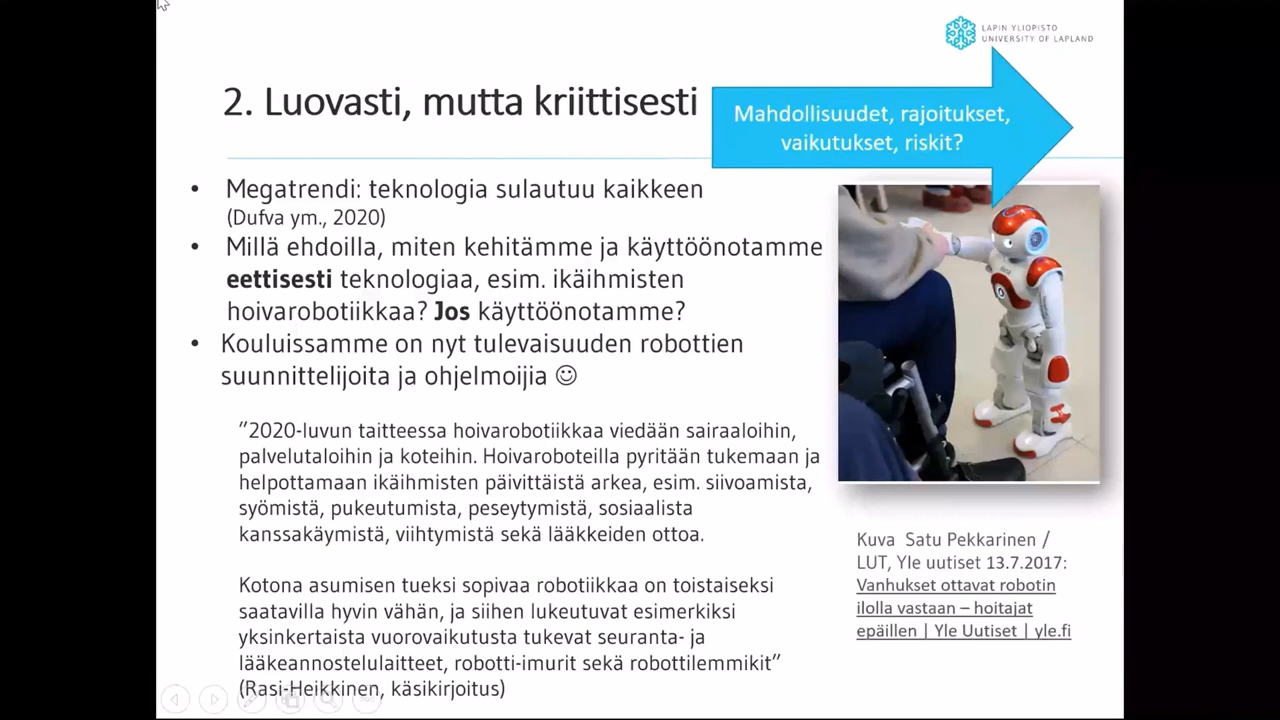 LAPIN YLIOPISTO
UNIVERSITY OF LAPLAND
2. Luovasti, mutta kriittisesti
Mahdollisuudet, rajoitukset,
vaikutukset, riskit?
• Megatrendi: teknologia sulautuu kaikkeen
(Dufva ym., 2020)
• Millä ehdoilla, miten kehitämme ja käyttöönotamme
eettisesti teknologiaa, esim. ikäihmisten
hoivarobotiikkaa? Jos käyttöönotamme?
• Kouluissamme on nyt tulevaisuuden robottien
suunnittelijoita ja ohjelmoijia ☺
”2020-luvun taitteessa hoivarobotiikkaa viedään sairaaloihin,
palvelutaloihin ja koteihin. Hoivaroboteilla pyritään tukemaan ja
helpottamaan ikäihmisten päivittäistä arkea, esim. siivoamista,
syömistä, pukeutumista, peseytymistä, sosiaalista
kanssakäymistä, viihtymistä sekä lääkkeiden ottoa.
Kotona asumisen tueksi sopivaa robotiikkaa on toistaiseksi
saatavilla hyvin vähän, ja siihen lukeutuvat esimerkiksi
yksinkertaista vuorovaikutusta tukevat seuranta- ja
lääkeannostelulaitteet, robotti-imurit sekä robottilemmikit”
(Rasi-Heikkinen, käsikirjoitus)
Kuva Satu Pekkarinen /
LUT, Yle uutiset 13.7.2017:
Vanhukset ottavat robotin
ilolla vastaan – hoitajat
epäillen | Yle Uutiset | yle.fi